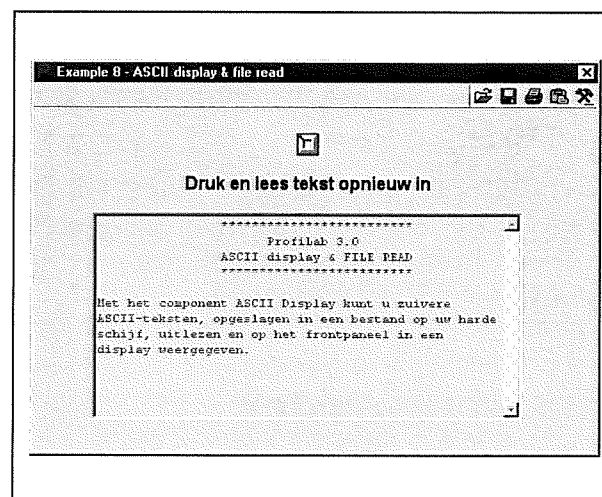 Example 8 - ASCII display & file read
Druk en lees tekst opnieuw in
*************************
ProfiLab 3.0
ASCII display & FILE READ
*************************
Met het component ASCII Display kunt u zuivere
ASCII-teksten, opgeslagen in een bestand op uw harde
schijf, uitlezen en op het frontpaneel in een
display weergegeven.